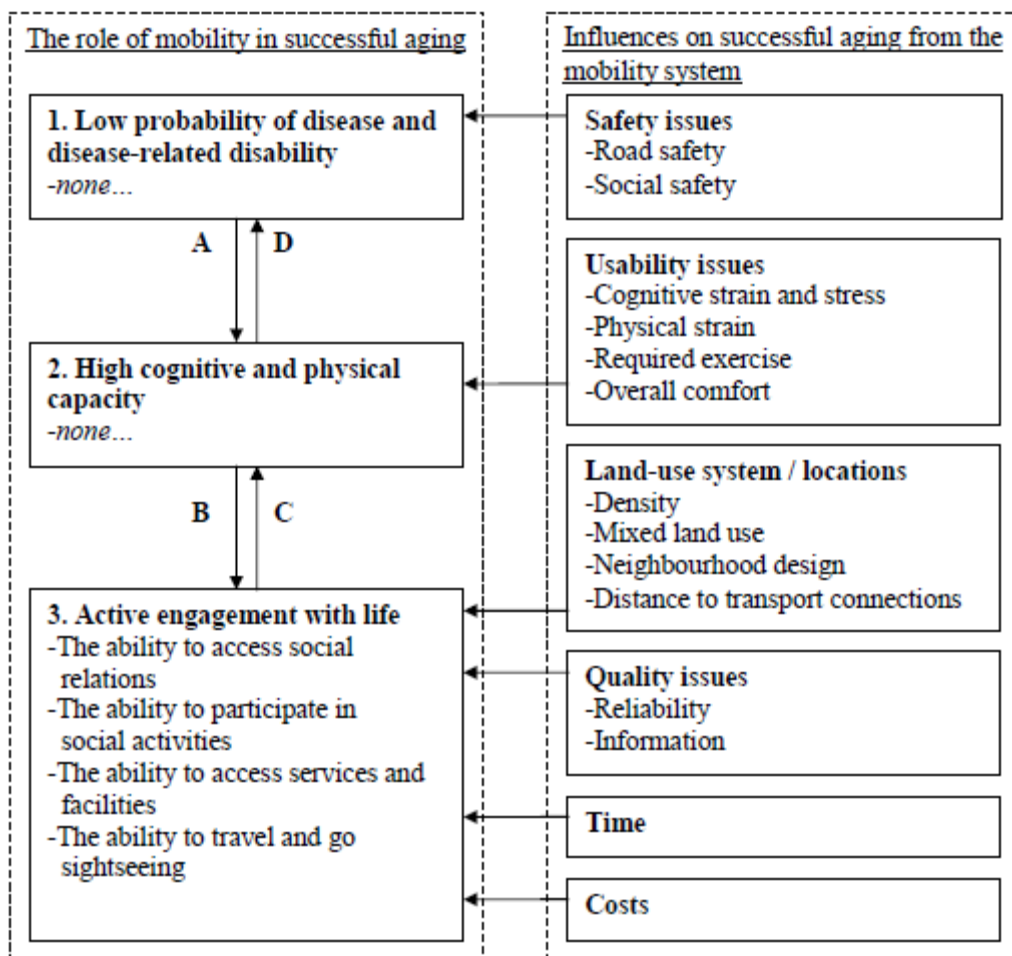 The role of mobility in successful aging
1. Low probability of disease and
disease-related disability
-none...
A
D
2. High cognitive and physical
capacity
-none...
B
C
3. Active engagement with life
-The ability to access social
relations
-The ability to participate in
social activities
-The ability to access services and
facilities
-The ability to travel and go
sightseeing
Influences on successful aging from the
mobility system
Safety issues
-Road safety
-Social safety
Usability issues
-Cognitive strain and stress
-Physical strain
-Required exercise
-Overall comfort
Land-use system / locations
-Density
-Mixed land use
-Neighbourhood design
-Distance to transport connections
Quality issues
-Reliability
-Information
Time
Costs